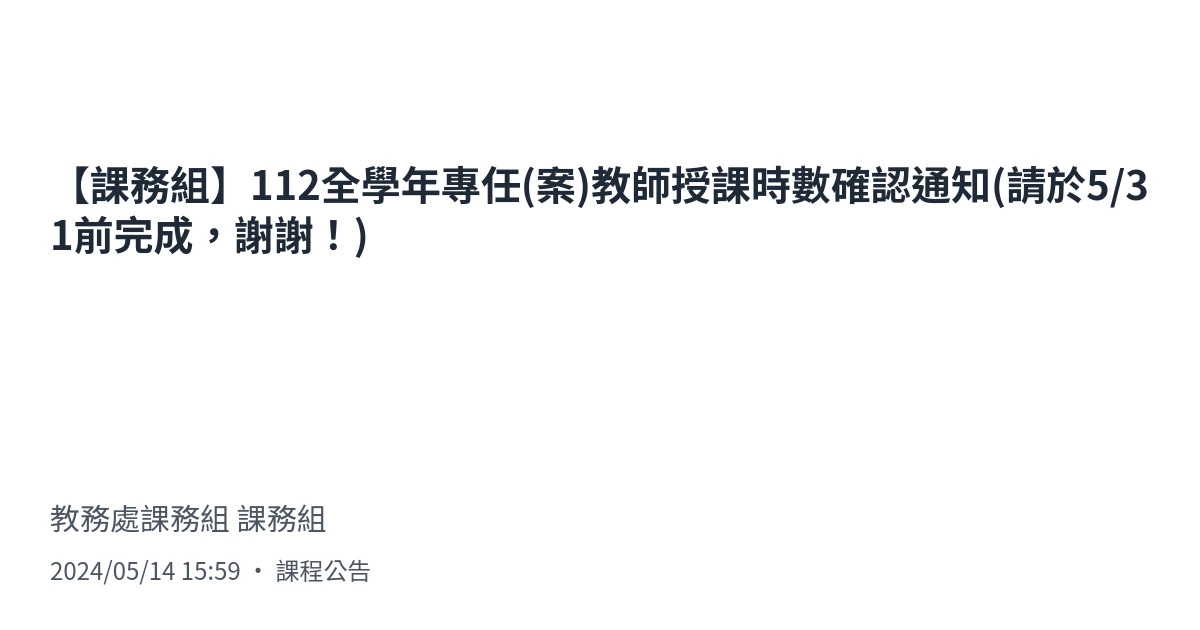 【課務組】112全學年專任(案)教師授課時數確認通知(請於5/3
1前完成，謝謝！)
教務處課務組 課務組
2024/05/14 15:59 • 課程公告